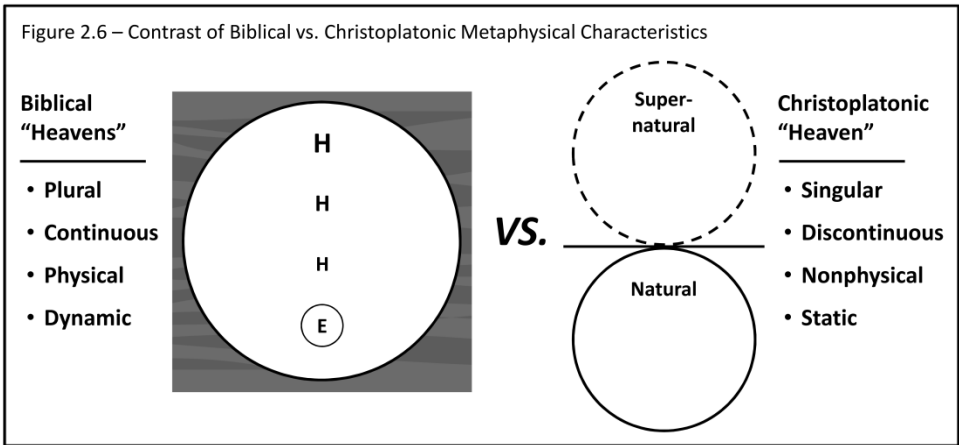 Figure 2.6 – Contrast of Biblical vs. Christoplatonic Metaphysical Characteristics
Biblical
“Heavens”
• Plural
• Continuous
• Physical
• Dynamic
H
H
H
E
VS.
Super-
natural
Natural
Christoplatonic
“Heaven”
• Singular
• Discontinuous
• Nonphysical
• Static